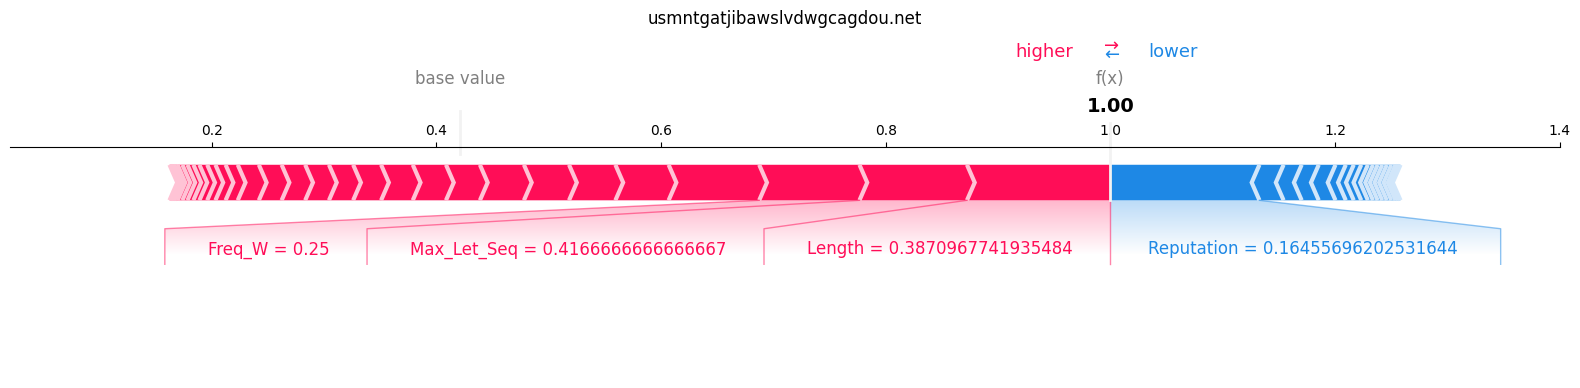 usmntgatjibawslvdwgcagdou.net
higher ⇄ lower
base value f(x)
1.00
0.2 0.4 0.6 0.8 1.0 1.2 1.4
Freq_W = 0.25 Max_Let_Seq = 0.4166666666666667 Length = 0.3870967741935484 Reputation = 0.16455696202531644